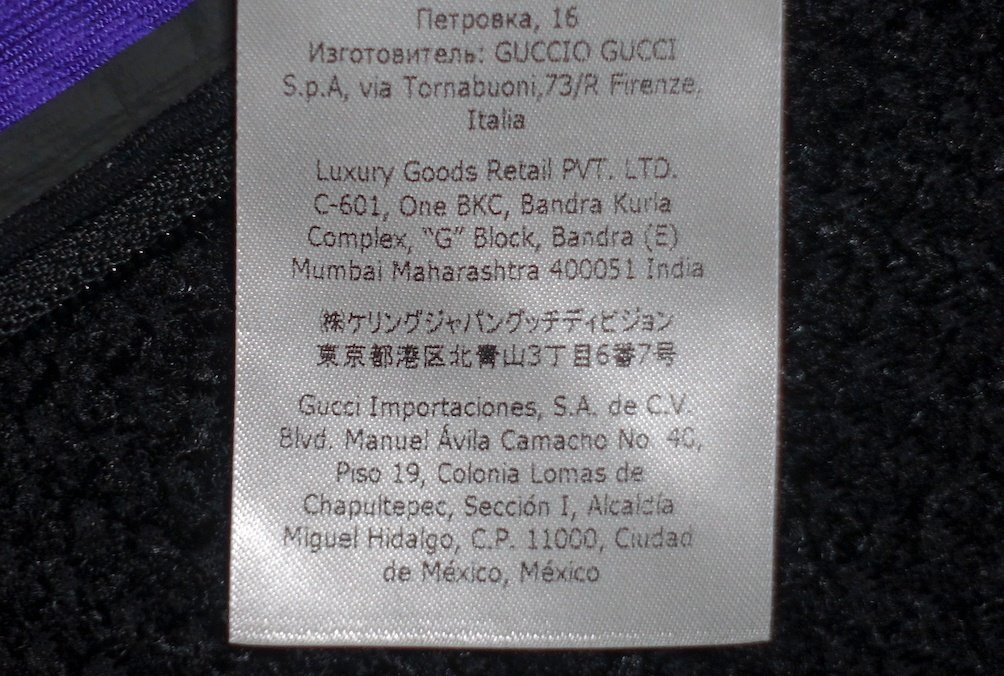 Петровка, 16
Изготовитель: GUCCIO GUCCI
S.p.A, via Tornabuoni,73/R Firenze.
Italia
Luxury Goods Retail PVT. LTD.
C-601, One BKC, Bandra Kurla
Complex, “G” Block, Bandra (E)
Mumbai Maharashtra 400051 India
㈱ケリングジャパングッチディビジョン
東京都港区北青山3丁目6番7号
Gucci Importaciones, S.A. de C.V.
Blvd. Manuel Ávila Camacho No. 40,
Piso 19, Colonia Lomas de
Chapultepec, Sección I, Alcaldía
Miguel Hidalgo, C.P. 11000, Ciudad
de México, México